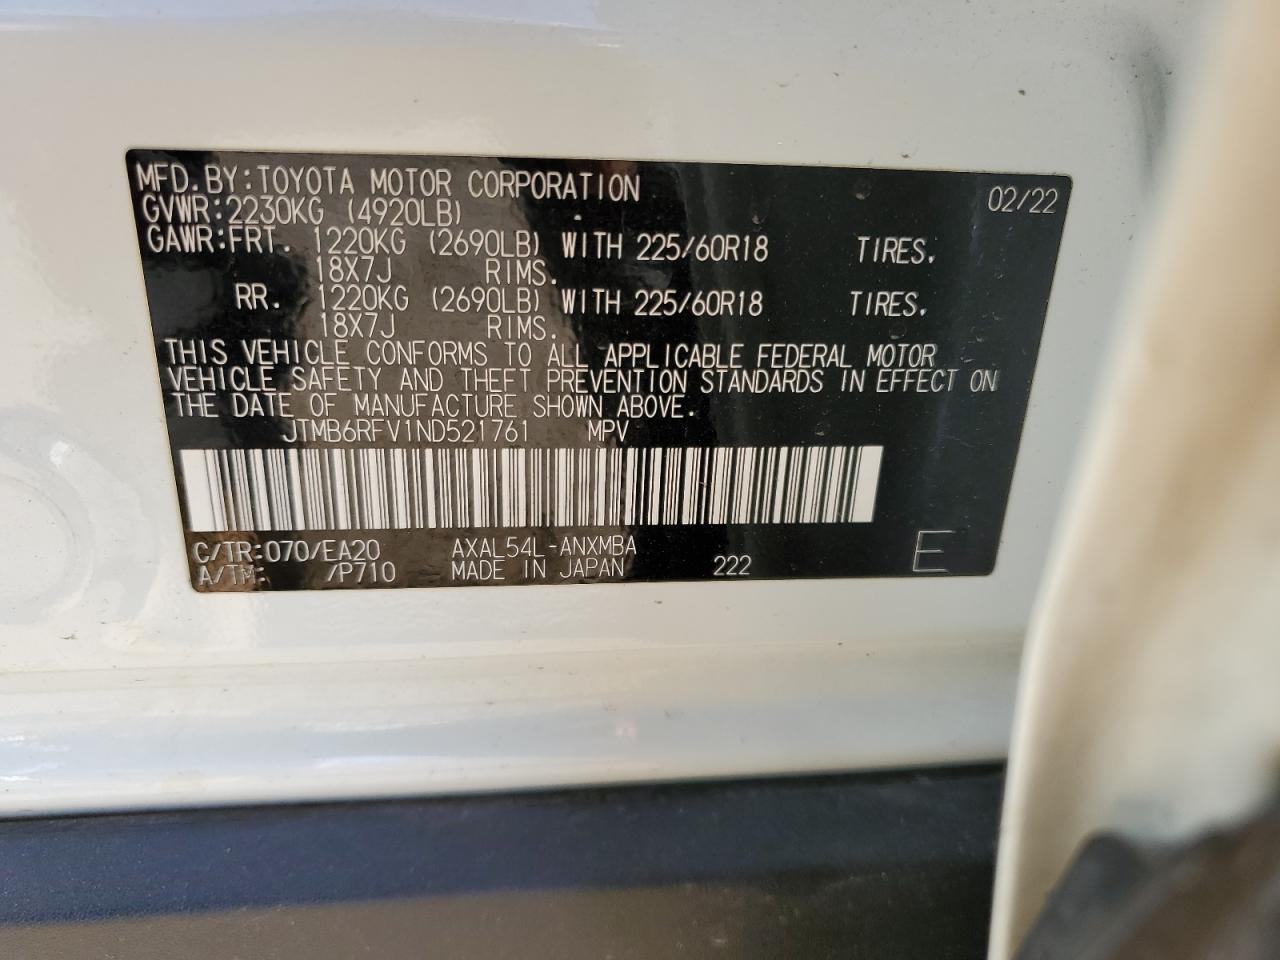 MFD. BY: TOYOTA MOTOR CORPORATION 02/22
GVWR: 2230KG (4920LB)
GAWR: FRT. 1220KG (2690LB) WITH 225/60R18 TIRES.
18X7J RIMS.
RR. 1220KG (2690LB) WITH 225/60R18 TIRES.
18X7J RIMS.
THIS VEHICLE CONFORMS TO ALL APPLICABLE FEDERAL MOTOR
VEHICLE SAFETY AND THEFT PREVENTION STANDARDS IN EFFECT ON
THE DATE OF MANUFACTURE SHOWN ABOVE.
JTMB6RFV1ND521761 MPV
C/TR: 070/EA20 AXAL54L-ANXMBA
A/TM: /P710 MADE IN JAPAN 222 E